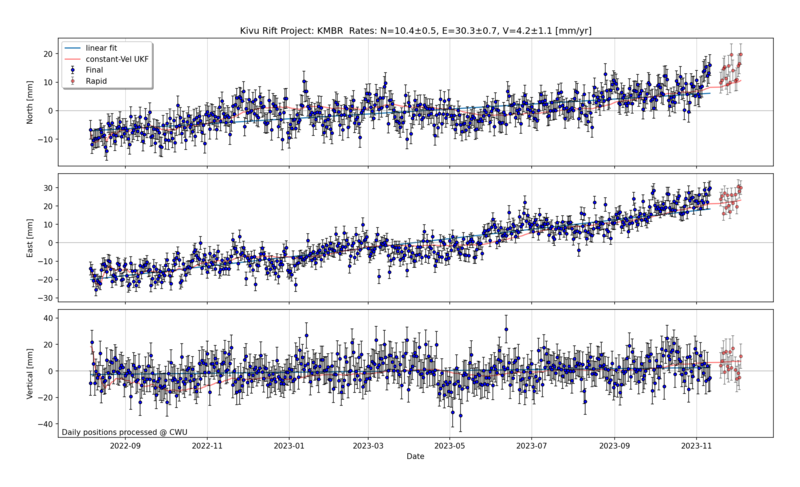 Kivu Rift Project: KMBR  Rates: N=10.4±0.5, E=30.3±0.7, V=4.2±1.1 [mm/yr]
linear fit
constant-Vel UKF
Final
Rapid
20
10
0
−10
North [mm]
30
20
10
0
−10
−20
−30
East [mm]
40
20
0
−20
−40
Vertical [mm]
Daily positions processed @ CWU
2022-09 2022-11 2023-01 2023-03 2023-05 2023-07 2023-09 2023-11
Date